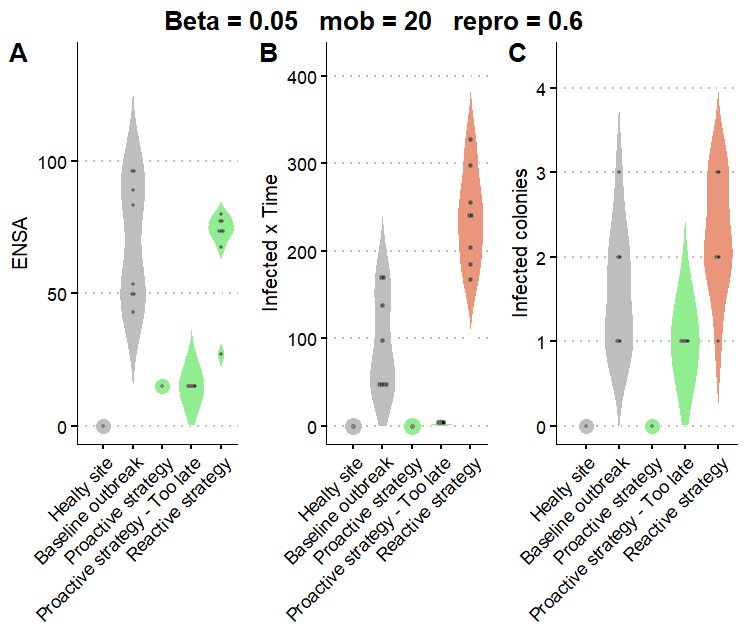 Beta = 0.05 mob = 20 repro = 0.6
A
ENSA
100
50
0
Healty site
Baseline outbreak
Proactive strategy
Proactive strategy - Too late
Reactive strategy
B
Infected x Time
400
300
200
100
0
Healty site
Baseline outbreak
Proactive strategy
Proactive strategy - Too late
Reactive strategy
C
Infected colonies
4
3
2
1
0
Healty site
Baseline outbreak
Proactive strategy
Proactive strategy - Too late
Reactive strategy